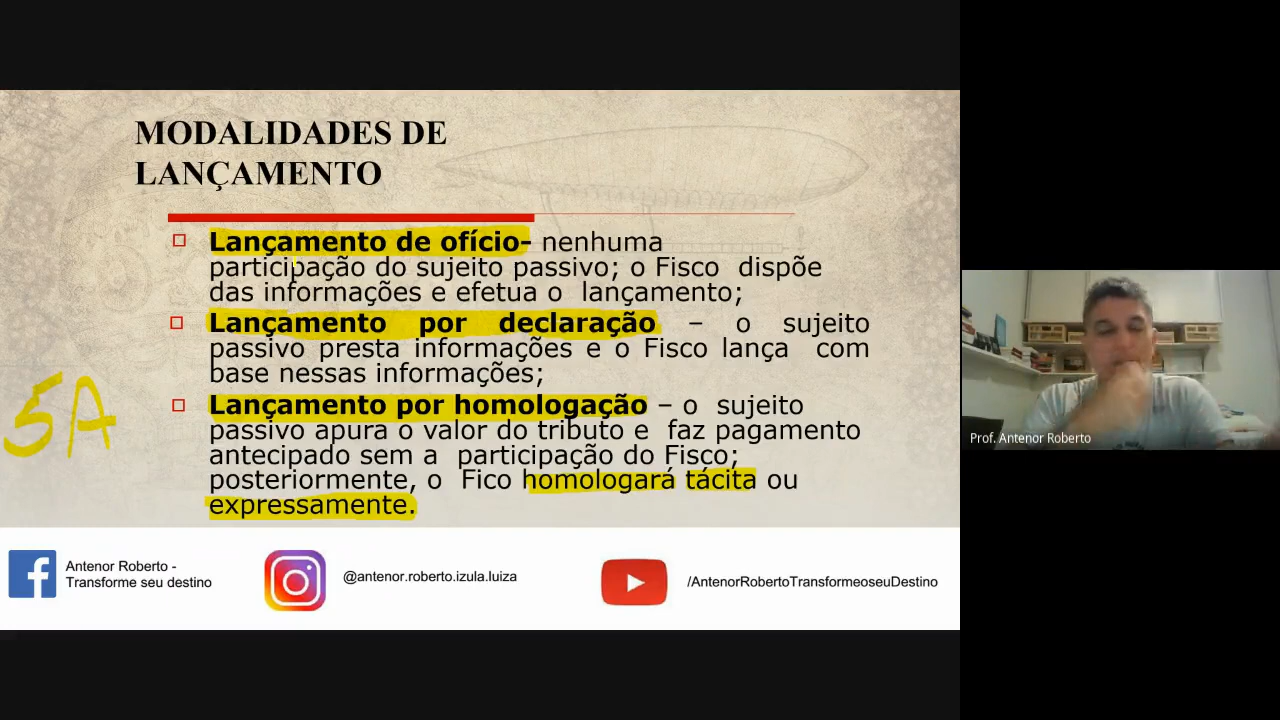 MODALIDADES DE
LANÇAMENTO
Lançamento de ofício- nenhuma
participação do sujeito passivo; o Fisco dispõe
das informações e efetua o lançamento;
Lançamento por declaração – o sujeito
passivo presta informações e o Fisco lança com
base nessas informações;
Lançamento por homologação – o sujeito
passivo apura o valor do tributo e faz pagamento
antecipado sem a participação do Fisco;
posteriormente, o Fico homologará tácita ou
expressamente.
5A
Antenor Roberto -
Transforme seu destino
@antenor.roberto.izula.luiza
/AntenorRobertoTransformeoseuDestino
Prof. Antenor Roberto